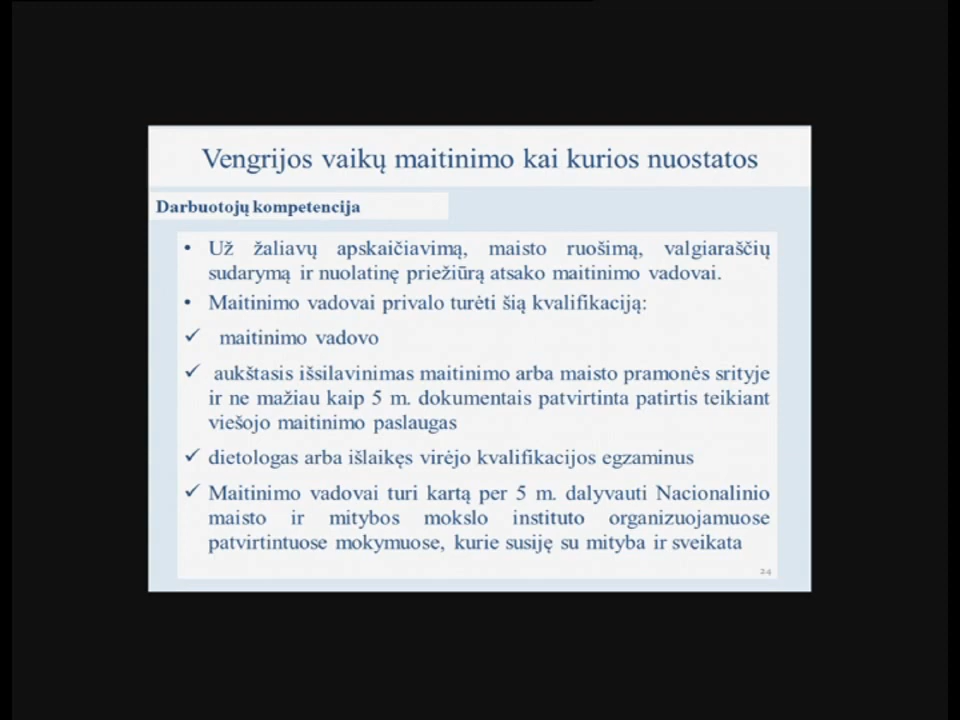 Vengrijos vaikų maitinimo kai kurios nuostatos
Darbuotojų kompetencija
• Už žaliavų apskaičiavimą, maisto ruošimą, valgiaraščių
sudarymą ir nuolatinę priežiūrą atsako maitinimo vadovai.
• Maitinimo vadovai privalo turėti šią kvalifikaciją:
✓ maitinimo vadovo
✓ aukštasis išsilavinimas maitinimo arba maisto pramonės srityje
ir ne mažiau kaip 5 m. dokumentais patvirtinta patirtis teikiant
viešojo maitinimo paslaugas
✓ dietologas arba išlaikęs virėjo kvalifikacijos egzaminus
✓ Maitinimo vadovai turi kartą per 5 m. dalyvauti Nacionalinio
maisto ir mitybos mokslo instituto organizuojamuose
patvirtintuose mokymuose, kurie susiję su mityba ir sveikata
24